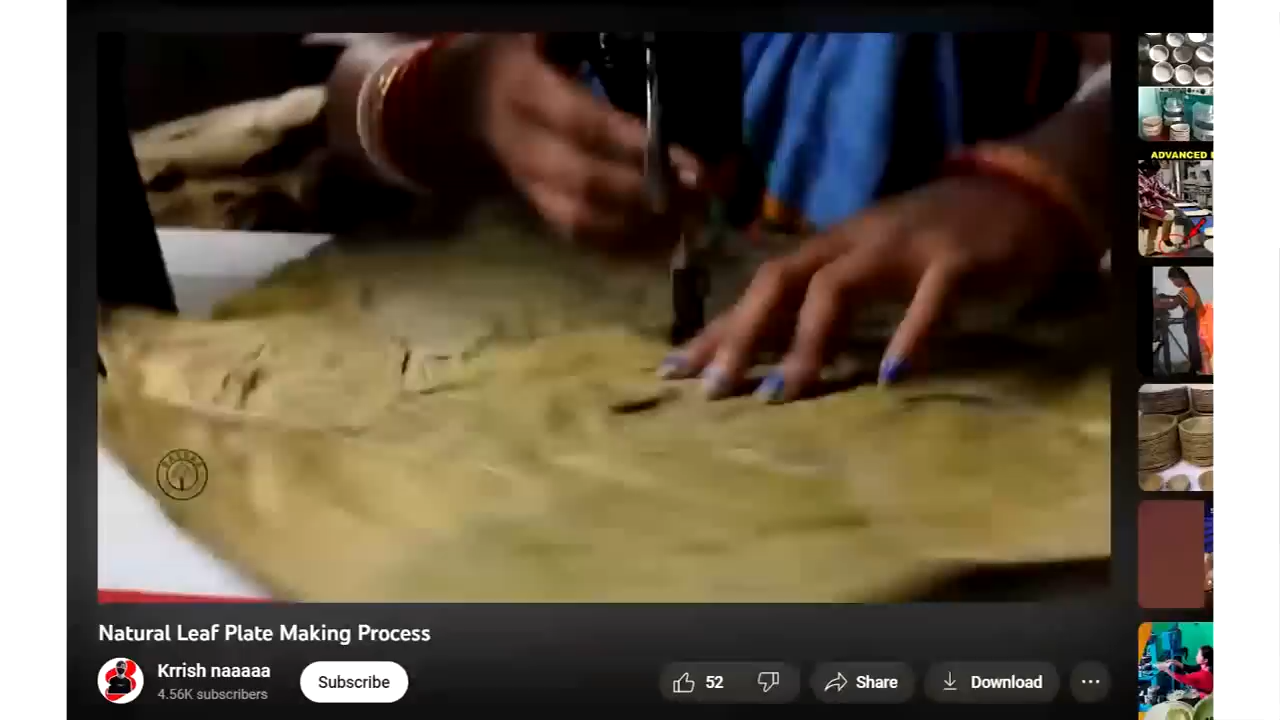 ADVANCED
Natural Leaf Plate Making Process
Krrish naaaaa
4.56K subscribers
Subscribe
52
Share
Download